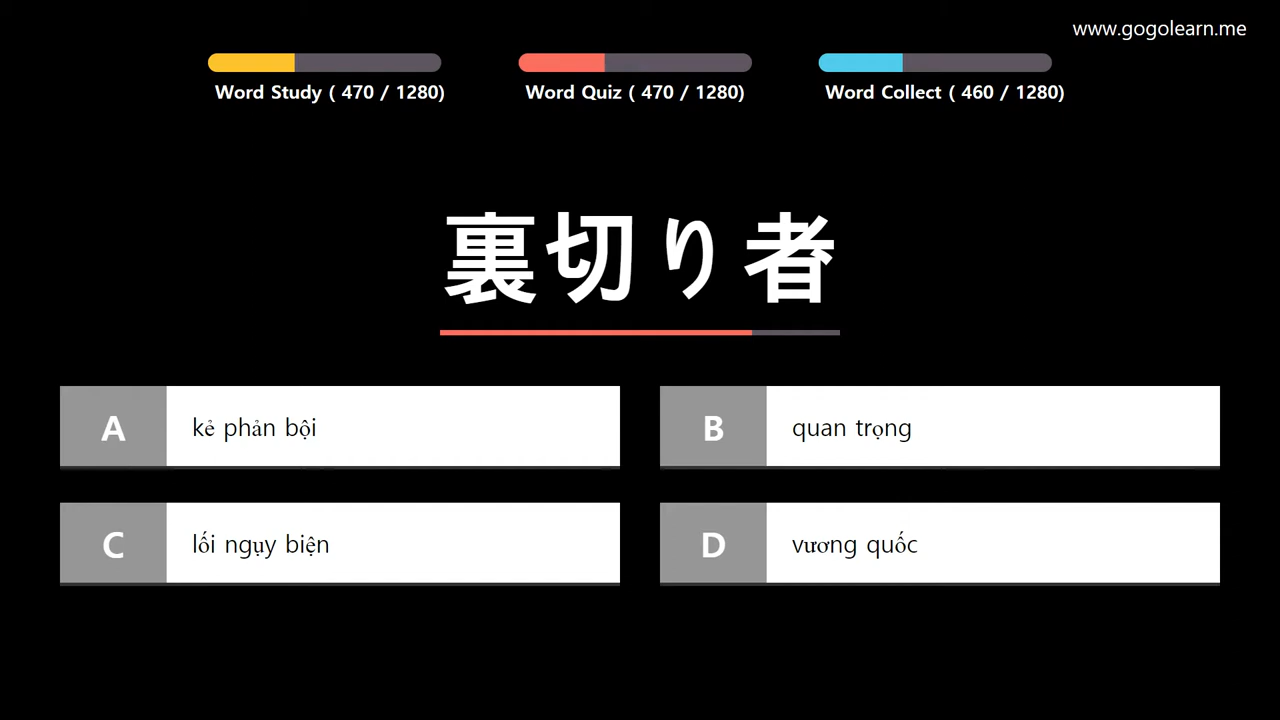 www.gogolearn.me
Word Study ( 470 / 1280)
Word Quiz ( 470 / 1280)
Word Collect ( 460 / 1280)
裏切り者
A
kẻ phản bội
B
quan trọng
C
lối ngụy biện
D
vương quốc